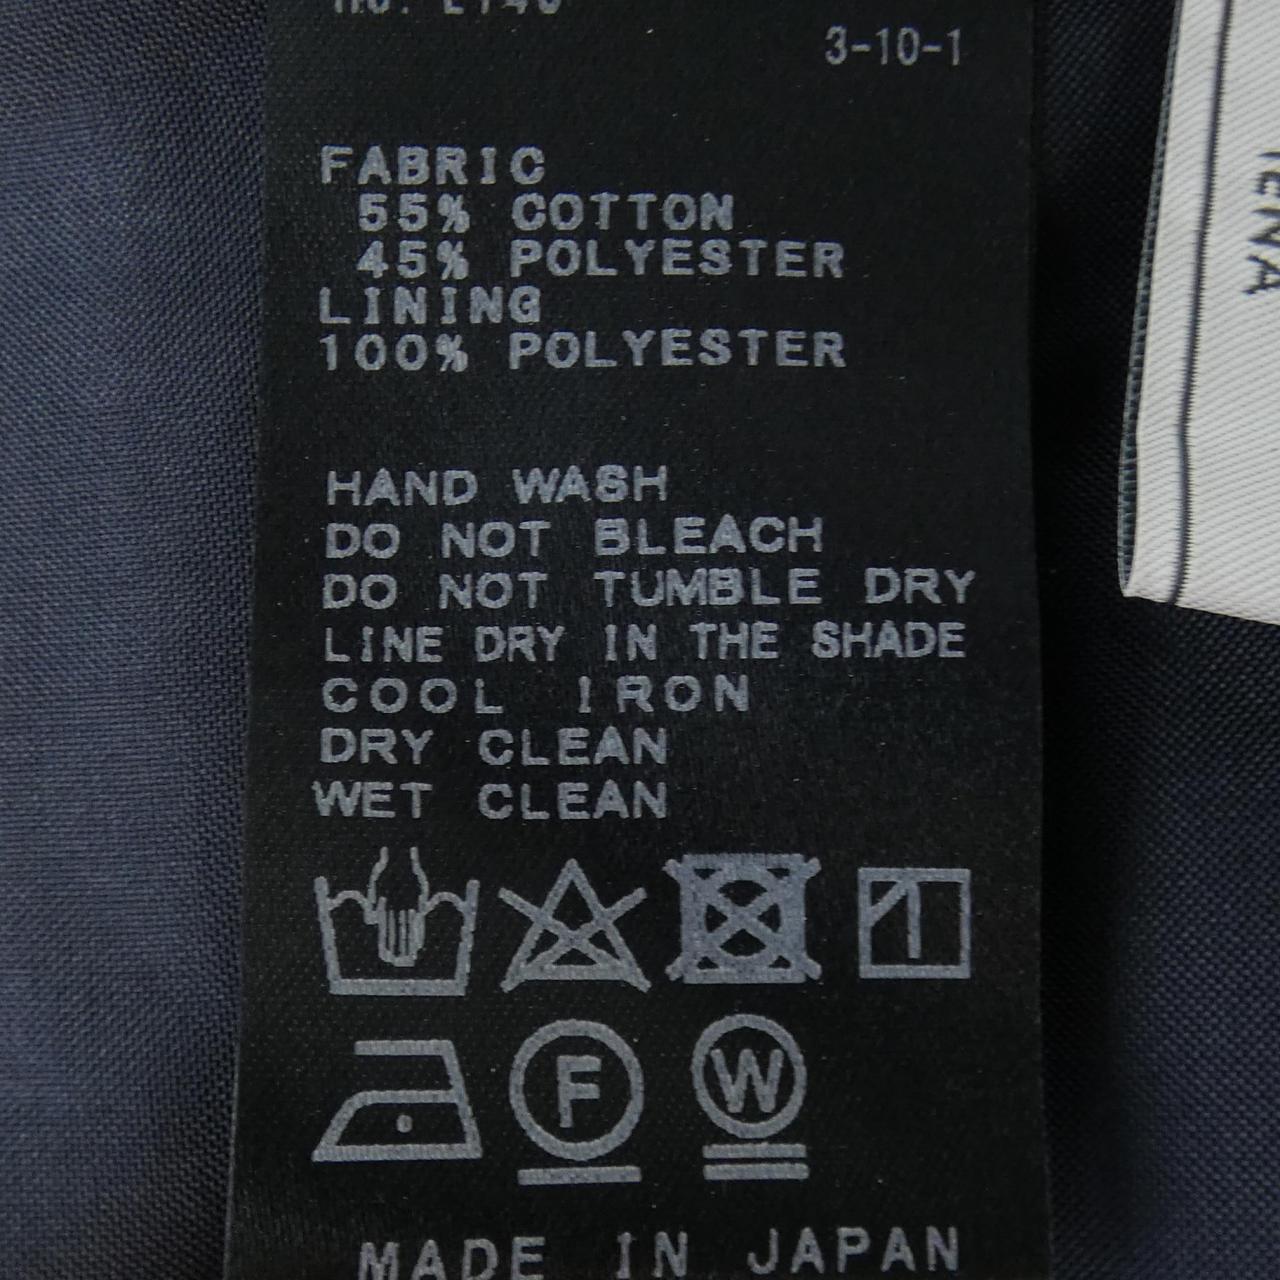 3-10-1
FABRIC
55% COTTON
45% POLYESTER
LINING
100% POLYESTER
HAND WASH
DO NOT BLEACH
DO NOT TUMBLE DRY
LINE DRY IN THE SHADE
COOL IRON
DRY CLEAN
WET CLEAN
F
W
MADE IN JAPAN